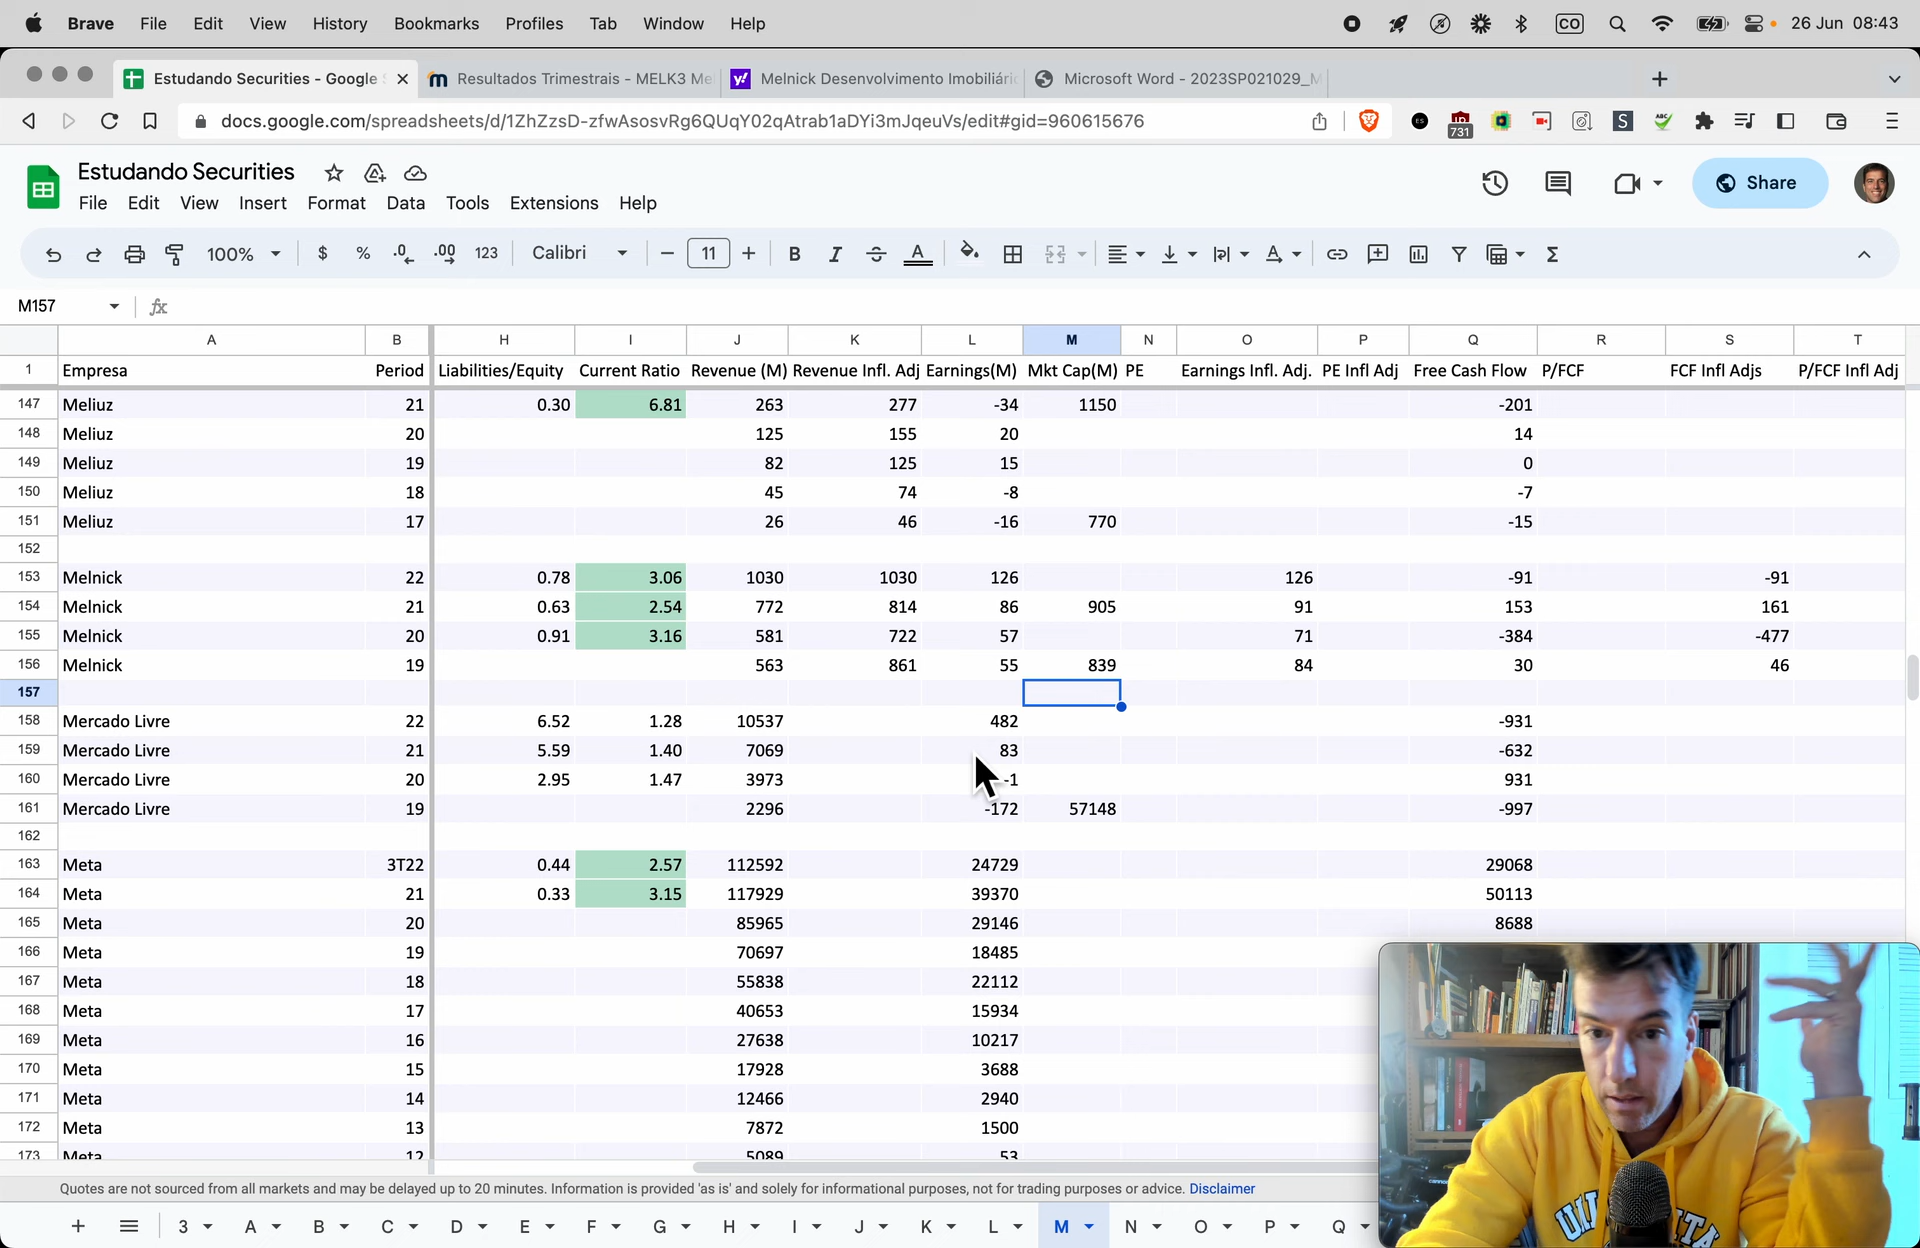 Brave File Edit View History Bookmarks Profiles Tab Window Help CO 26 Jun 08:43
Estudando Securities - Google Resultados Trimestrais - MELK3 Me Melnick Desenvolvimento Imobiliári Microsoft Word - 2023SP021029_M
docs.google.com/spreadsheets/d/1ZhZzsD-zfwAsosvRg6QUqY02qAtrab1aDYi3mJqeuVs/edit#gid=960615676 731
Estudando Securities
File Edit View Insert Format Data Tools Extensions Help Share
100% $ % .0 .00 123 Calibri 11 B I A
M157 fx
A B H I J K L M N O P Q R S T
1 Empresa Period Liabilities/Equity Current Ratio Revenue (M) Revenue Infl. Adj Earnings(M) Mkt Cap(M) PE Earnings Infl. Adj. PE Infl Adj Free Cash Flow P/FCF FCF Infl Adjs P/FCF Infl Adj
147 Meliuz 21 0.30 6.81 263 277 -34 1150 -201
148 Meliuz 20 125 155 20 14
149 Meliuz 19 82 125 15 0
150 Meliuz 18 45 74 -8 -7
151 Meliuz 17 26 46 -16 770 -15
152
153 Melnick 22 0.78 3.06 1030 1030 126 126 -91 -91
154 Melnick 21 0.63 2.54 772 814 86 905 91 153 161
155 Melnick 20 0.91 3.16 581 722 57 71 -384 -477
156 Melnick 19 563 861 55 839 84 30 46
157
158 Mercado Livre 22 6.52 1.28 10537 482 -931
159 Mercado Livre 21 5.59 1.40 7069 83 -632
160 Mercado Livre 20 2.95 1.47 3973 -1 931
161 Mercado Livre 19 2296 -172 57148 -997
162
163 Meta 3T22 0.44 2.57 112592 24729 29068
164 Meta 21 0.33 3.15 117929 39370 50113
165 Meta 20 85965 29146 8688
166 Meta 19 70697 18485
167 Meta 18 55838 22112
168 Meta 17 40653 15934
169 Meta 16 27638 10217
170 Meta 15 17928 3688
171 Meta 14 12466 2940
172 Meta 13 7872 1500
173 Meta 12 5089 53
Quotes are not sourced from all markets and may be delayed up to 20 minutes. Information is provided 'as is' and solely for informational purposes, not for trading purposes or advice. Disclaimer
3 A B C D E F G H I J K L M N O P Q